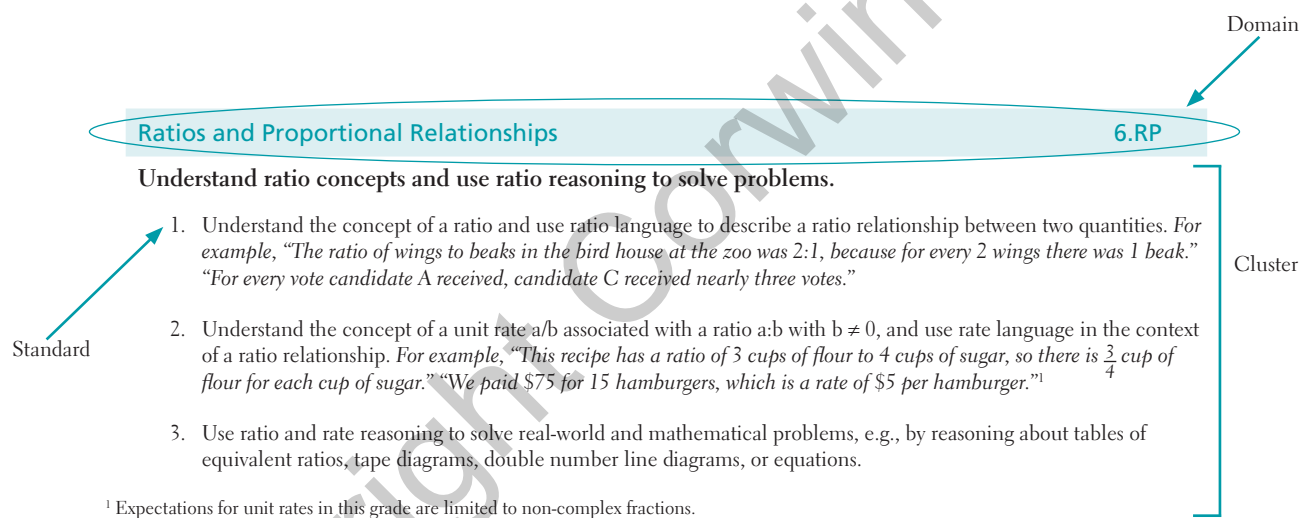 Domain
Ratios and Proportional Relationships 6.RP
Understand ratio concepts and use ratio reasoning to solve problems.
1. Understand the concept of a ratio and use ratio language to describe a ratio relationship between two quantities. For
example, “The ratio of wings to beaks in the bird house at the zoo was 2:1, because for every 2 wings there was 1 beak.”
“For every vote candidate A received, candidate C received nearly three votes.”
Cluster
Standard
2. Understand the concept of a unit rate a/b associated with a ratio a:b with b ≠ 0, and use rate language in the context
of a ratio relationship. For example, “This recipe has a ratio of 3 cups of flour to 4 cups of sugar, so there is 3/4 cup of
flour for each cup of sugar.” “We paid $75 for 15 hamburgers, which is a rate of $5 per hamburger.”¹
3. Use ratio and rate reasoning to solve real-world and mathematical problems, e.g., by reasoning about tables of
equivalent ratios, tape diagrams, double number line diagrams, or equations.
¹ Expectations for unit rates in this grade are limited to non-complex fractions.